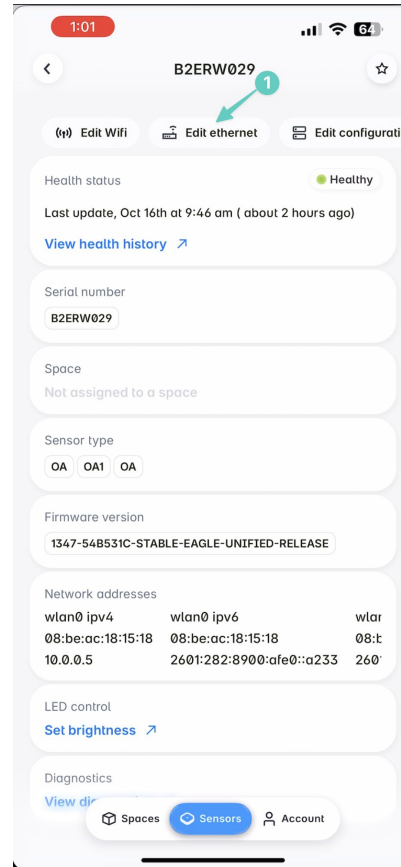 1:01
64
B2ERW029
1
Edit Wifi
Edit ethernet
Edit configurati
Health status
Healthy
Last update, Oct 16th at 9:46 am ( about 2 hours ago)
View health history
Serial number
B2ERW029
Space
Not assigned to a space
Sensor type
OA OA1 OA
Firmware version
1347-54B531C-STABLE-EAGLE-UNIFIED-RELEASE
Network addresses
wlan0 ipv4 wlan0 ipv6
08:be:ac:18:15:18 08:be:ac:18:15:18
10.0.0.5 2601:282:8900:afe0::a233
LED control
Set brightness
Diagnostics
View
Spaces
Sensors
Account